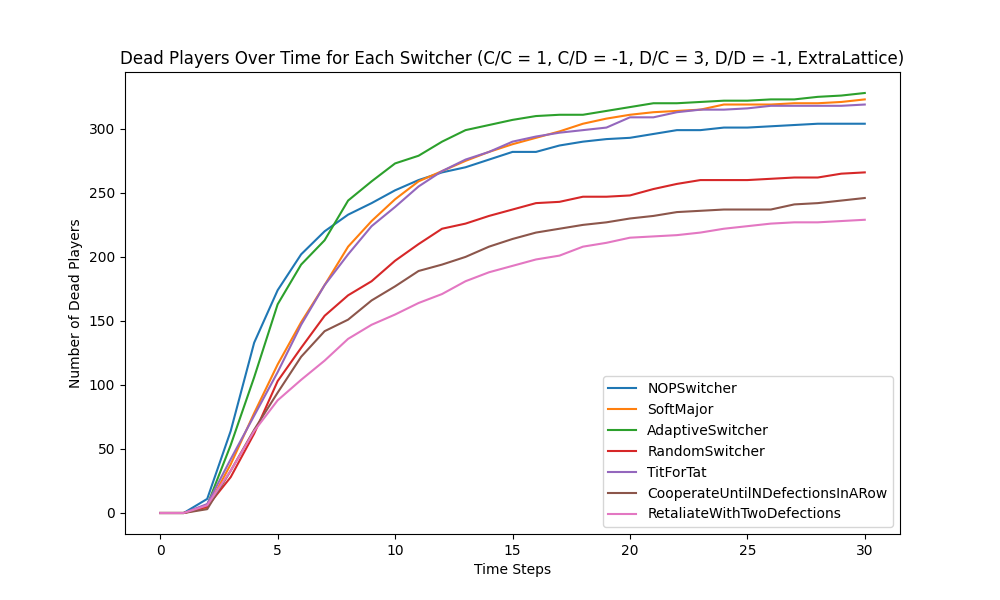 Dead Players Over Time for Each Switcher (C/C = 1, C/D = -1, D/C = 3, D/D = -1, ExtraLattice)
Number of Dead Players
300
250
200
150
100
50
0
0 5 10 15 20 25 30
Time Steps
NOPSwitcher
SoftMajor
AdaptiveSwitcher
RandomSwitcher
TitForTat
CooperateUntilNDefectionsInARow
RetaliateWithTwoDefections